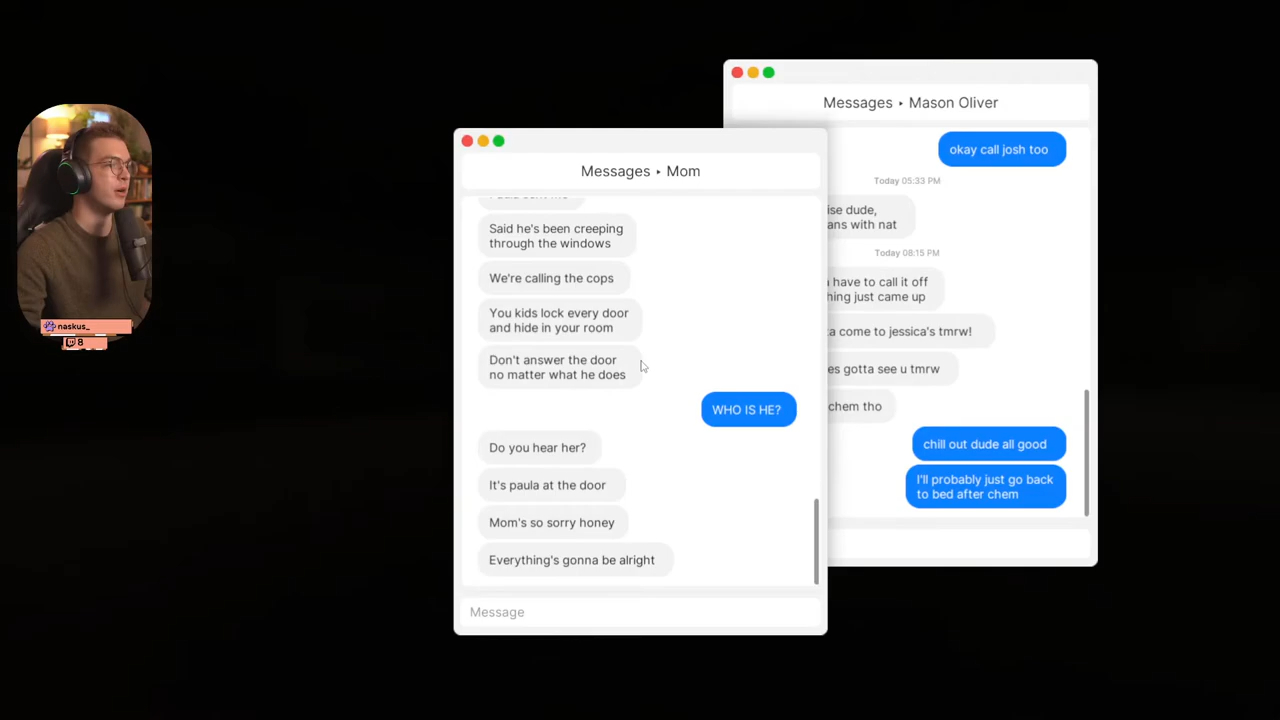 Messages ‣ Mason Oliver
okay call josh too
Today 05:33 PM
ise dude,
ans with nat
Today 08:15 PM
have to call it off
hing just came up
a come to jessica's tmrw!
es gotta see u tmrw
chem tho
chill out dude all good
I'll probably just go back
to bed after chem
Messages ‣ Mom
Said he's been creeping
through the windows
We're calling the cops
You kids lock every door
and hide in your room
Don't answer the door
no matter what he does
WHO IS HE?
Do you hear her?
It's paula at the door
Mom's so sorry honey
Everything's gonna be alright
Message
naskus_
8